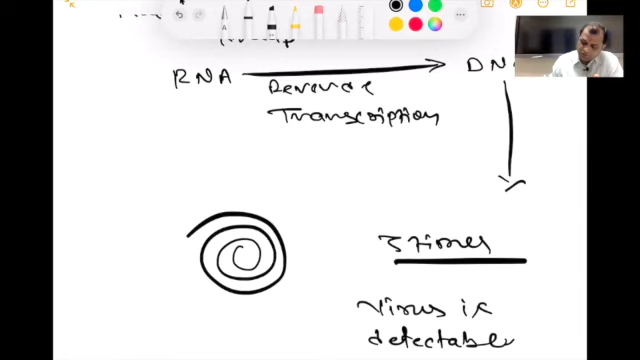 RNA
DN
Reverse
Transcription
3 times
Virus is
detectable